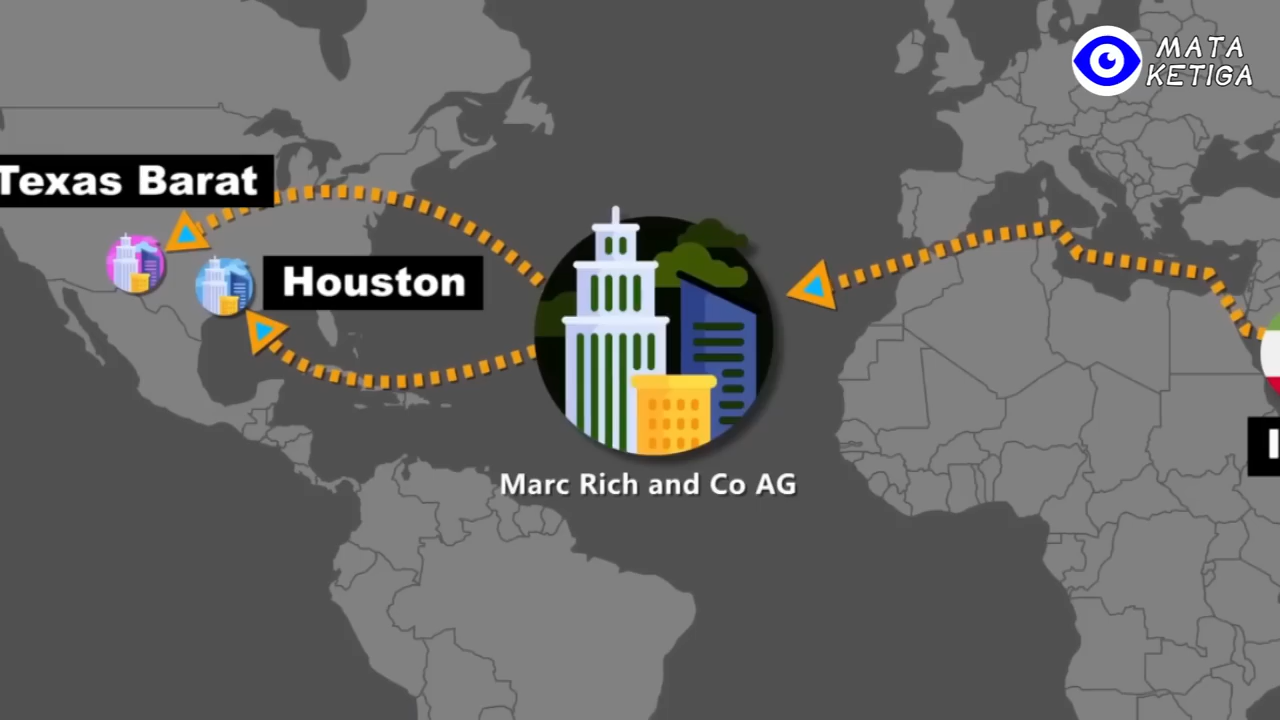 MATA
KETIGA
Texas Barat
Houston
I
Marc Rich and Co AG